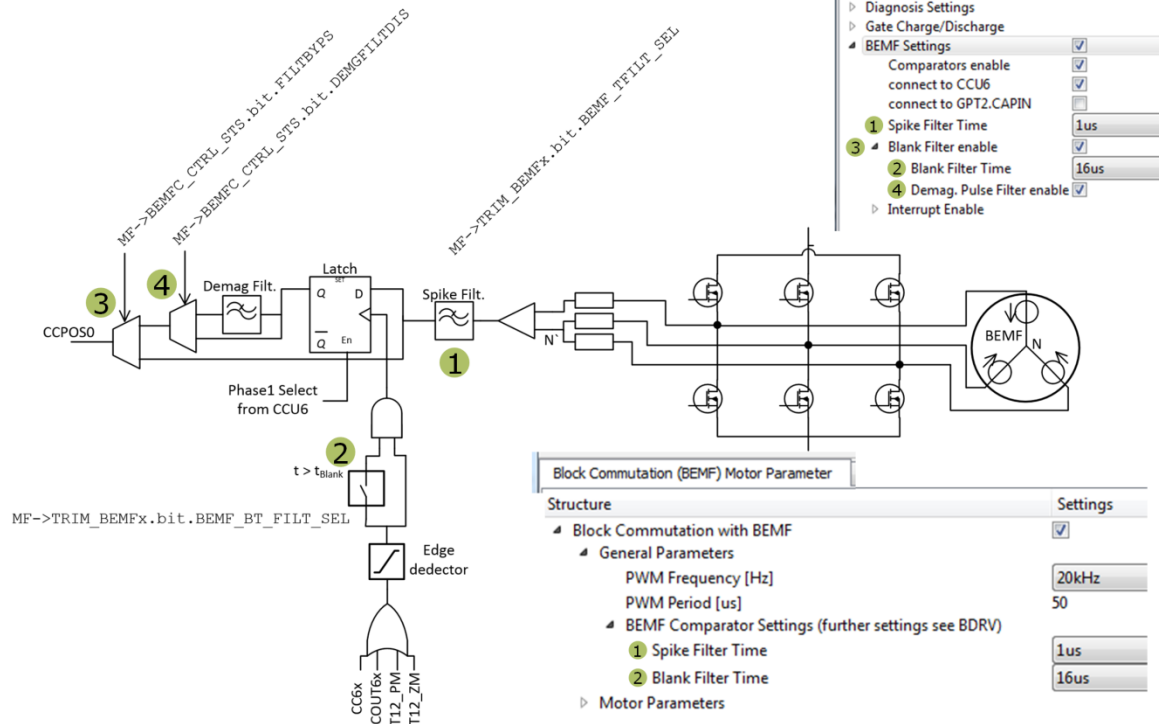 MF->BEMFC_CTRL_STS.bit.FILTBYPS
MF->BEMFC_CTRL_STS.bit.DEMGFILTDIS
MF->TRIM_BEMFx.bit.BEMF_TFILT_SEL
Diagnosis Settings
Gate Charge/Discharge
BEMF Settings
Comparators enable
connect to CCU6
connect to GPT2.CAPIN
1 Spike Filter Time 1us
3 Blank Filter enable
2 Blank Filter Time 16us
4 Demag. Pulse Filter enable
Interrupt Enable
3
4
Demag Filt.
Latch
SET
Q D
Q En
Spike Filt.
1
CCPOS0
N`
BEMF
N
Phase1 Select
from CCU6
2
t > tBlank
MF->TRIM_BEMFx.bit.BEMF_BT_FILT_SEL
Edge
dedector
CC6x
COUT6x
T12_PM
T12_ZM
Block Commutation (BEMF) Motor Parameter
Structure Settings
Block Commutation with BEMF
General Parameters
PWM Frequency [Hz] 20kHz
PWM Period [us] 50
BEMF Comparator Settings (further settings see BDRV)
1 Spike Filter Time 1us
2 Blank Filter Time 16us
Motor Parameters